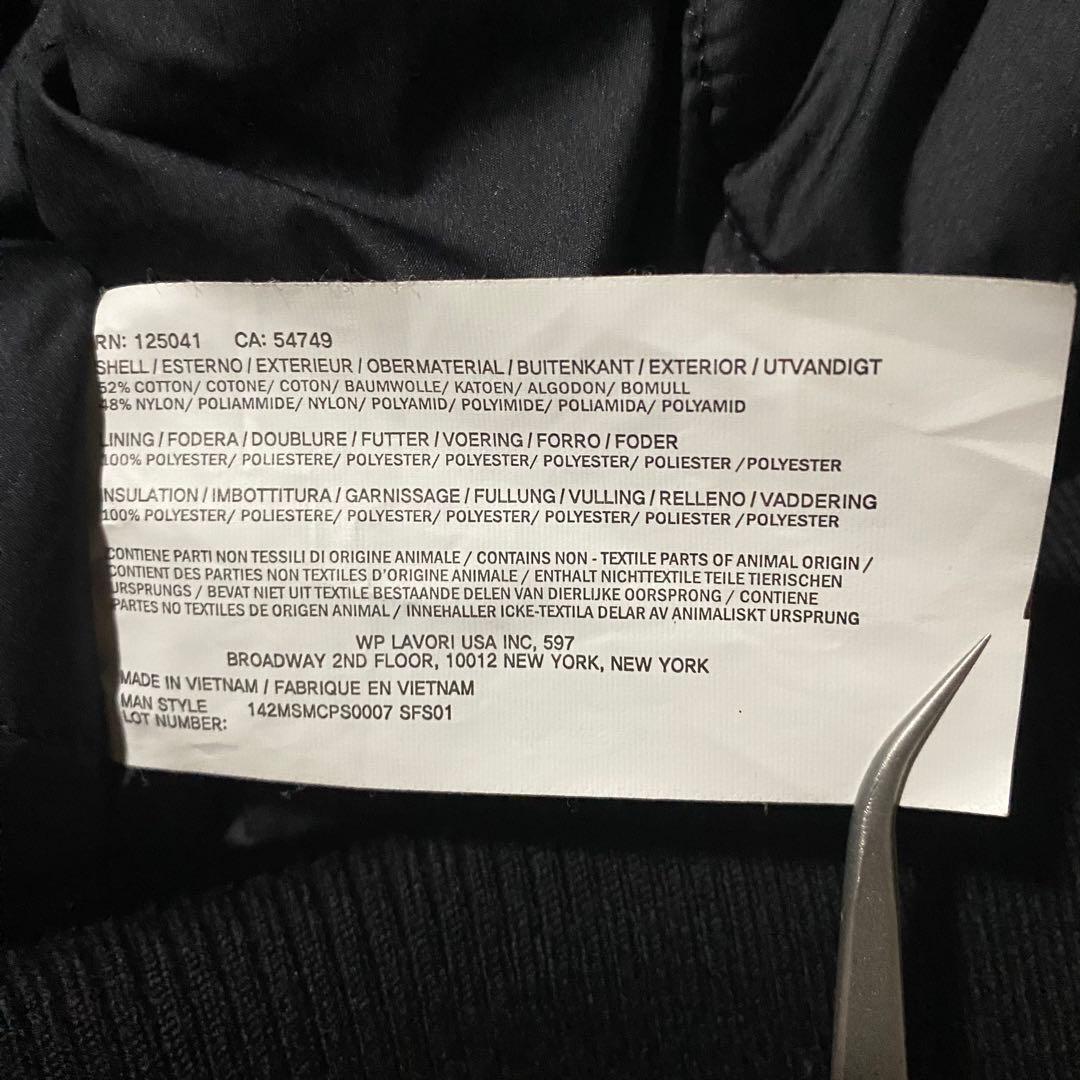 RN: 125041 CA: 54749
SHELL / ESTERNO / EXTERIEUR / OBERMATERIAL / BUITENKANT / EXTERIOR / UTVANDIGT
52% COTTON/ COTONE/ COTON/ BAUMWOLLE/ KATOEN/ ALGODON/ BOMULL
48% NYLON/ POLIAMMIDE/ NYLON/ POLYAMID/ POLYIMIDE/ POLIAMIDA/ POLYAMID
LINING / FODERA / DOUBLURE / FUTTER / VOERING / FORRO / FODER
100% POLYESTER/ POLIESTERE/ POLYESTER/ POLYESTER/ POLYESTER/ POLIESTER /POLYESTER
INSULATION / IMBOTTITURA / GARNISSAGE / FULLUNG / VULLING / RELLENO / VADDERING
100% POLYESTER/ POLIESTERE/ POLYESTER/ POLYESTER/ POLYESTER/ POLIESTER /POLYESTER
CONTIENE PARTI NON TESSILI DI ORIGINE ANIMALE / CONTAINS NON - TEXTILE PARTS OF ANIMAL ORIGIN /
CONTIENT DES PARTIES NON TEXTILES D'ORIGINE ANIMALE / ENTHALT NICHTTEXTILE TEILE TIERISCHEN
URSPRUNGS / BEVAT NIET UIT TEXTILE BESTAANDE DELEN VAN DIERLIJKE OORSPRONG / CONTIENE
PARTES NO TEXTILES DE ORIGEN ANIMAL / INNEHALLER ICKE-TEXTILA DELAR AV ANIMALISKT URSPRUNG
WP LAVORI USA INC, 597
BROADWAY 2ND FLOOR, 10012 NEW YORK, NEW YORK
MADE IN VIETNAM / FABRIQUE EN VIETNAM
MAN STYLE 142MSMCPS0007 SFS01
LOT NUMBER: